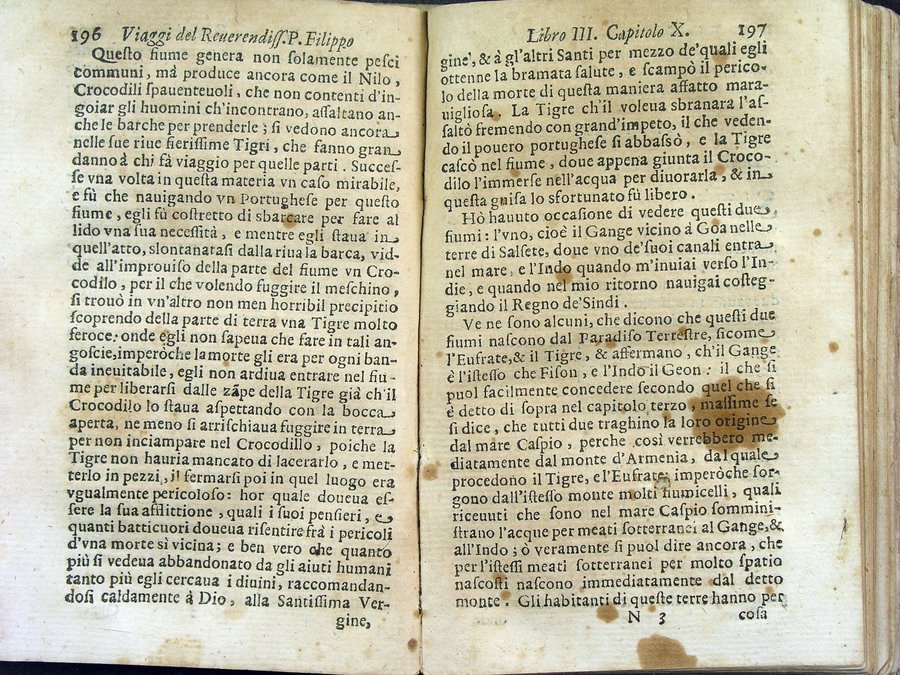 196 Viaggi del Reuerendiſſ. P. Filippo
Queſto fiume genera non ſolamente peſci
communi, mà produce ancora come il Nilo,
Crocodili ſpauenteuoli, che non contenti d'in-
goiar gli huomini ch'incontrano, aſſaltano an-
che le barche per prenderle; ſi vedono ancora
nelle ſue riue fieriſſime Tigri, che fanno gran
danno à chi fà viaggio per quelle parti. Succeſ-
ſe vna volta in queſta materia vn caſo mirabile,
e fù che nauigando vn Portugheſe per queſto
fiume, egli fù coſtretto di sbarcare per fare al
lido vna ſua neceſſità, e mentre egli ſtaua in
quell'atto, slontanataſi dalla riua la barca, vid-
de all'improuiſo della parte del fiume vn Cro-
codilo, per il che volendo fuggire il meſchino,
ſi trouò in vn'altro non men horribil precipitio
ſcoprendo della parte di terra vna Tigre molto
feroce: onde egli non ſapeua che fare in tali an-
goſcie, imperòche la morte gli era per ogni ban-
da ineuitabile, egli non ardiua entrare nel fiu-
me per liberarſi dalle zāpe della Tigre già ch'il
Crocodilo lo ſtaua aſpettando con la bocca
aperta, ne meno ſi arriſchiaua fuggire in terra
per non inciampare nel Crocodillo, poiche la
Tigre non hauria mancato di lacerarlo, e met-
terlo in pezzi, il fermarſi poi in quel luogo era
vgualmente pericoloſo: hor quale doueua eſ-
ſere la ſua afflittione, quali i ſuoi penſieri, e
quanti batticuori doueua riſentire frà i pericoli
d'vna morte sì vicina; e ben vero che quanto
più ſi vedeua abbandonato da gli aiuti humani
tanto più egli cercaua i diuini, raccomandan-
doſi caldamente à Dio, alla Santiſſima Ver-
gine,
Libro III. Capitolo X. 197
gine, & à gl'altri Santi per mezzo de'quali egli
ottenne la bramata ſalute, e ſcampò il perico-
lo della morte di queſta maniera affatto mara-
uiglioſa. La Tigre ch'il voleua sbranare l'aſ-
ſaltò fremendo con grand'impeto, il che veden-
do il pouero portugheſe ſi abbaſsò, e la Tigre
caſcò nel fiume, doue appena giunta il Croco-
dilo l'immerſe nell'acqua per diuorarla, & in
queſta guiſa lo sfortunato fù libero.
Hò hauuto occaſione di vedere queſti due
fiumi: l'vno, cioè il Gange vicino à Goa nelle
terre di Salſete, doue vno de'ſuoi canali entra
nel mare, e l'Indo quando m'inuiai verſo l'In-
die, e quando nel mio ritorno nauigai coſteg-
giando il Regno de'Sindi.
Ve ne ſono alcuni, che dicono che queſti due
fiumi naſcono dal Paradiſo Terreſtre, ſicome
l'Eufrate, & il Tigre, & affermano, ch'il Gange
è l'iſteſſo che Fiſon, e l'Indo il Geon: il che ſi
puol facilmente concedere ſecondo quel che ſi
è detto di ſopra nel capitolo terzo, maſſime ſe
ſi dice, che tutti due traghino la loro origine
dal mare Caſpio, perche così verrebbero me-
diatamente dal monte d'Armenia, dal quale
procedono il Tigre, e l'Eufrate; imperòche ſor-
gono dall'iſteſſo monte molti fiumicelli, quali
riceuuti che ſono nel mare Caſpio ſommini-
ſtrano l'acque per meati ſotterranei al Gange, &
all'Indo; ò veramente ſi puol dire ancora, che
per l'iſteſſi meati ſotterranei per molto ſpatio
naſcoſti naſcono immediatamente dal detto
monte. Gli habitanti di queſte terre hanno per
N 3 coſa